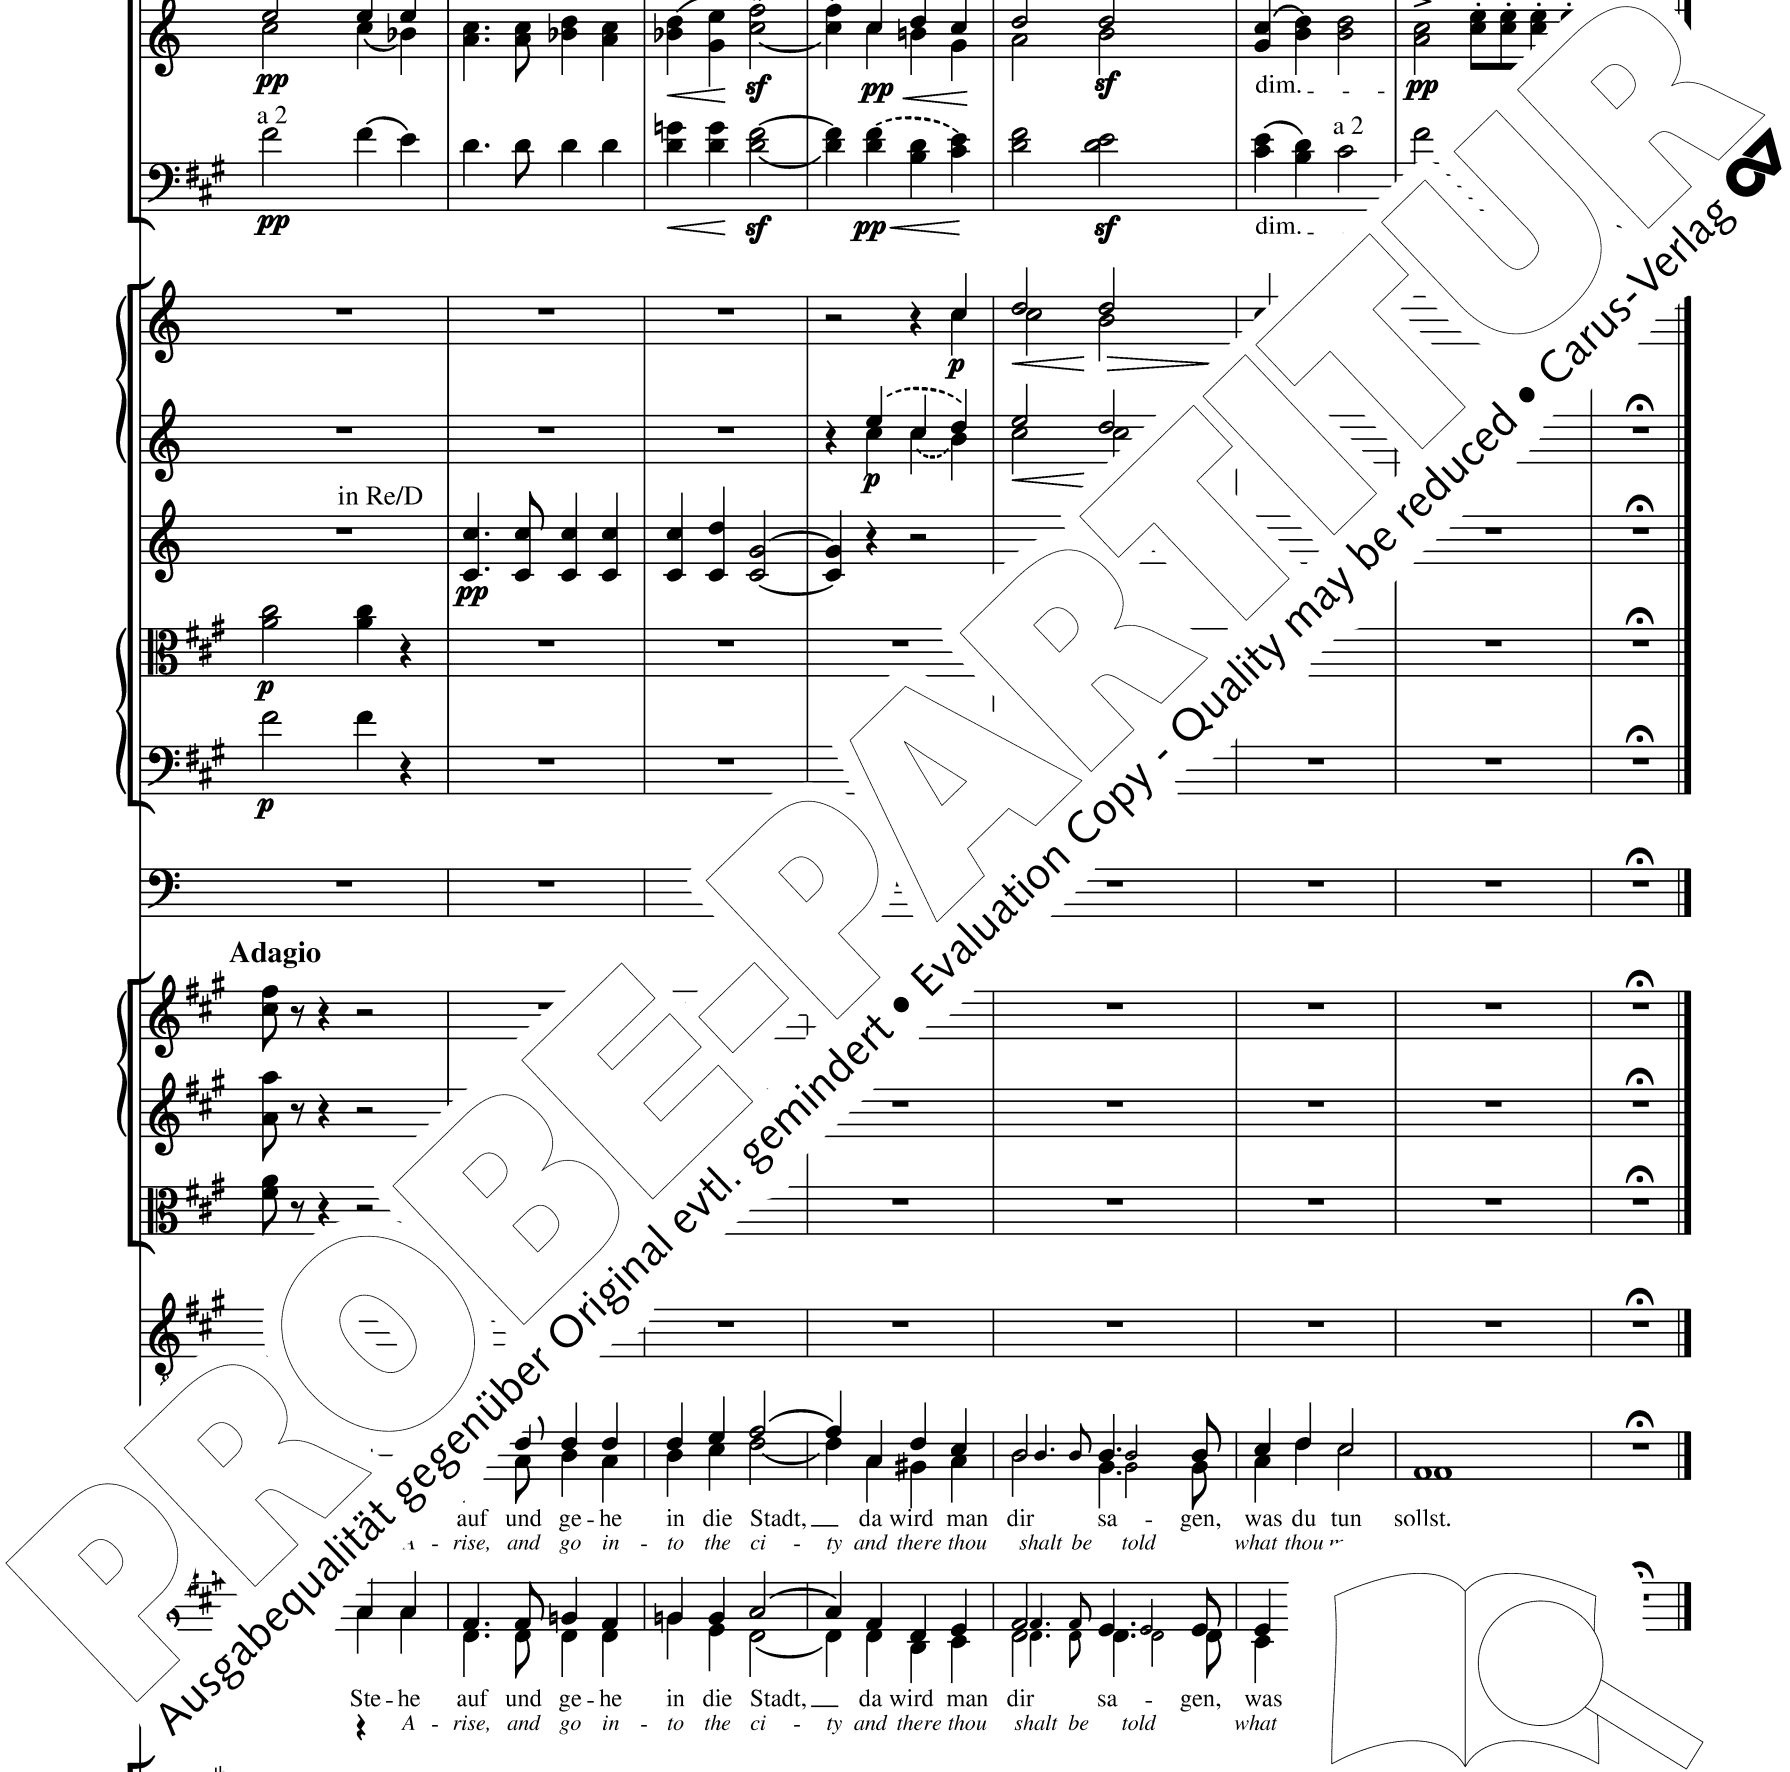 pp sf pp sf dim. pp
a 2 a 2
pp sf pp sf dim.
p
p
in Re/D
pp
p
p
Adagio
auf und ge - he in die Stadt, da wird man dir sa - gen, was du tun sollst.
A - rise, and go in - to the ci - ty and there thou shalt be told what thou
Ste - he auf und ge - he in die Stadt, da wird man dir sa - gen, was
A - rise, and go in - to the ci - ty and there thou shalt be told what
PROBE-PARTITUR
Ausgabequalität gegenüber Original evtl. gemindert • Evaluation Copy - Quality may be reduced • Carus-Verlag